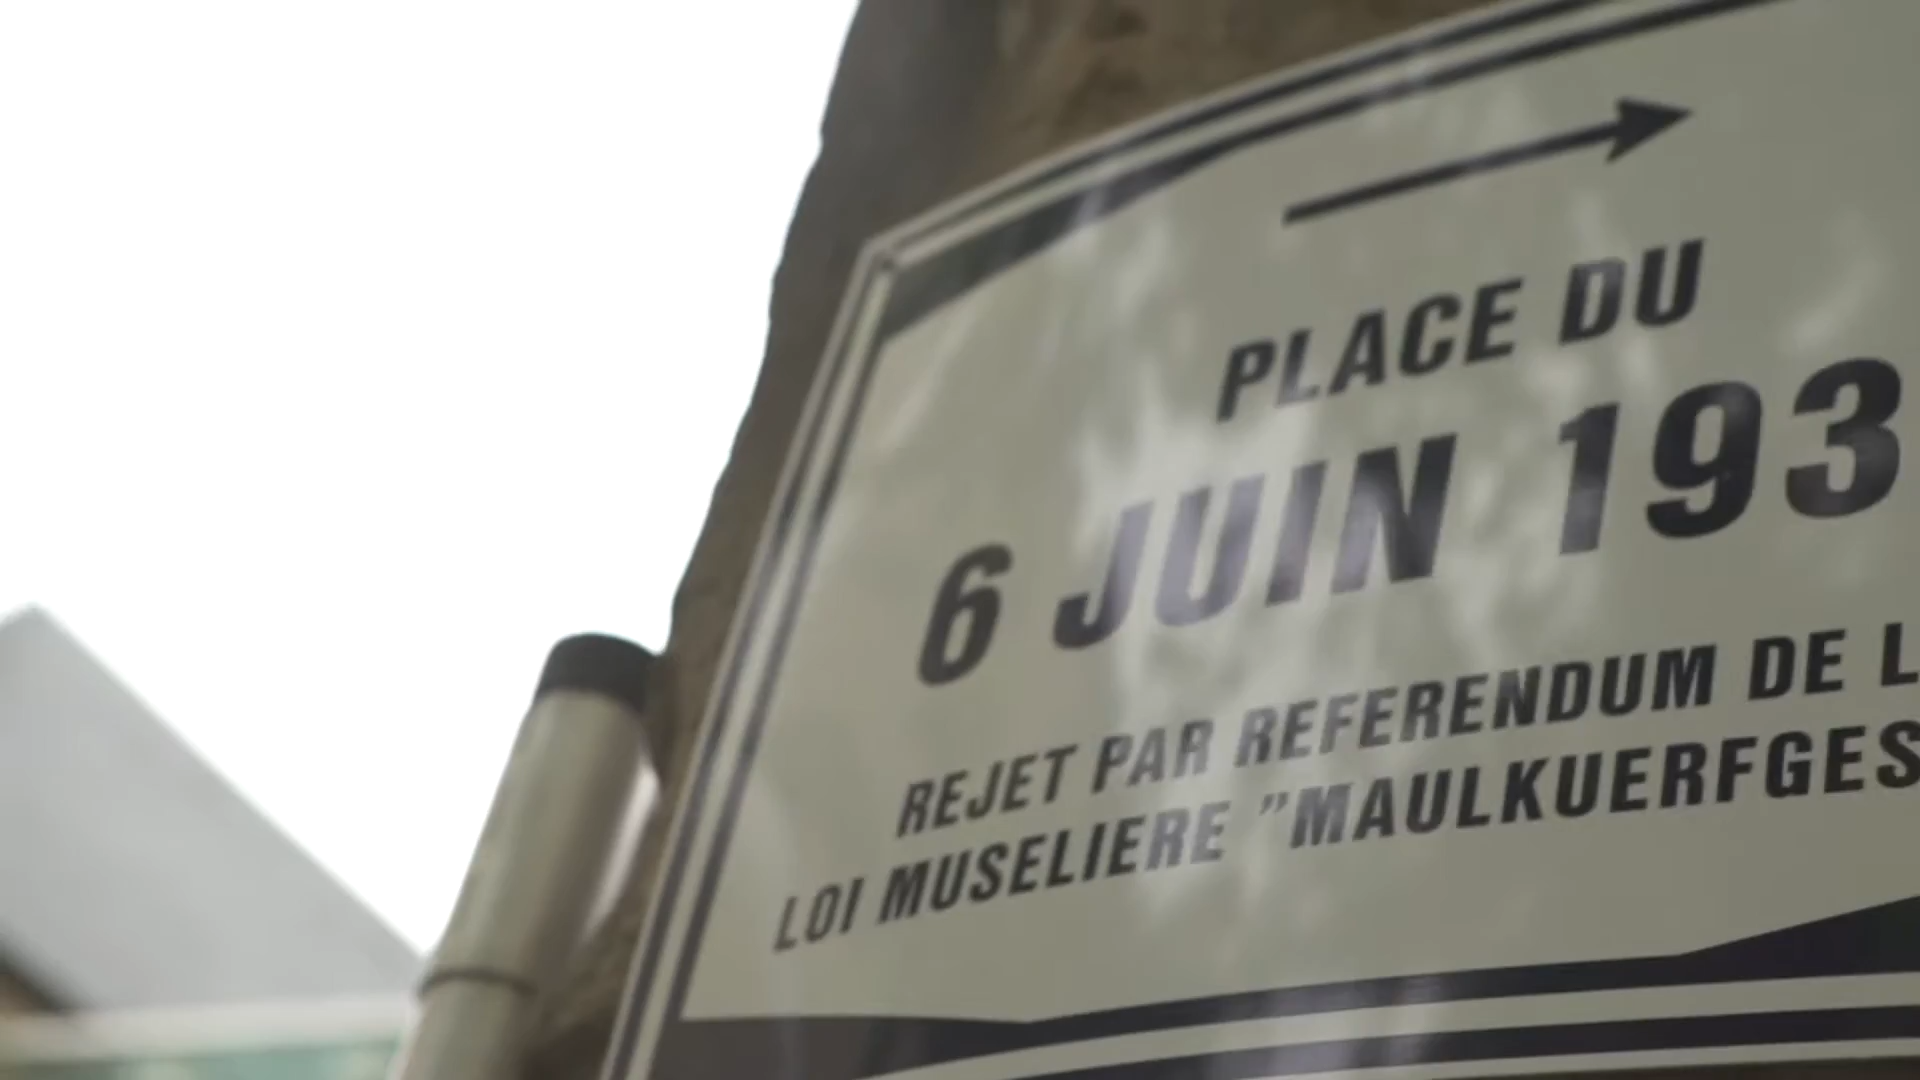 PLACE DU
6 JUIN 193
REJET PAR REFERENDUM DE L
LOI MUSELIERE "MAULKUERFGES